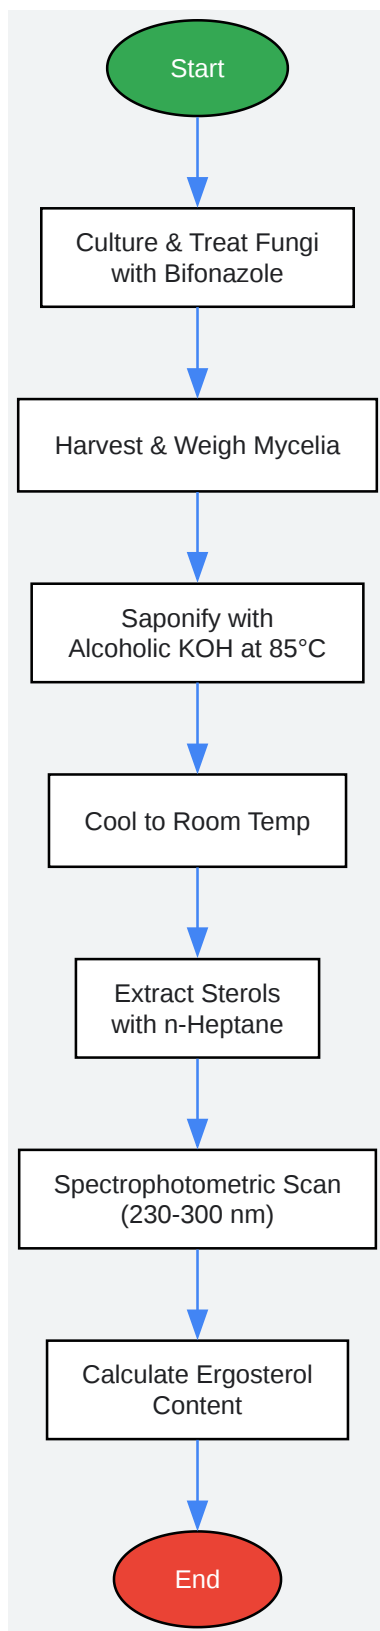 Start
Culture & Treat Fungi
with Bifonazole
Harvest & Weigh Mycelia
Saponify with
Alcoholic KOH at 85°C
Cool to Room Temp
Extract Sterols
with n-Heptane
Spectrophotometric Scan
(230-300 nm)
Calculate Ergosterol
Content
End